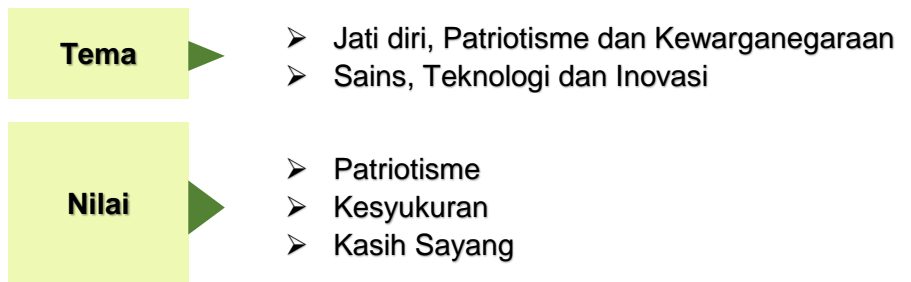 Tema
➢ Jati diri, Patriotisme dan Kewarganegaraan
➢ Sains, Teknologi dan Inovasi
Nilai
➢ Patriotisme
➢ Kesyukuran
➢ Kasih Sayang